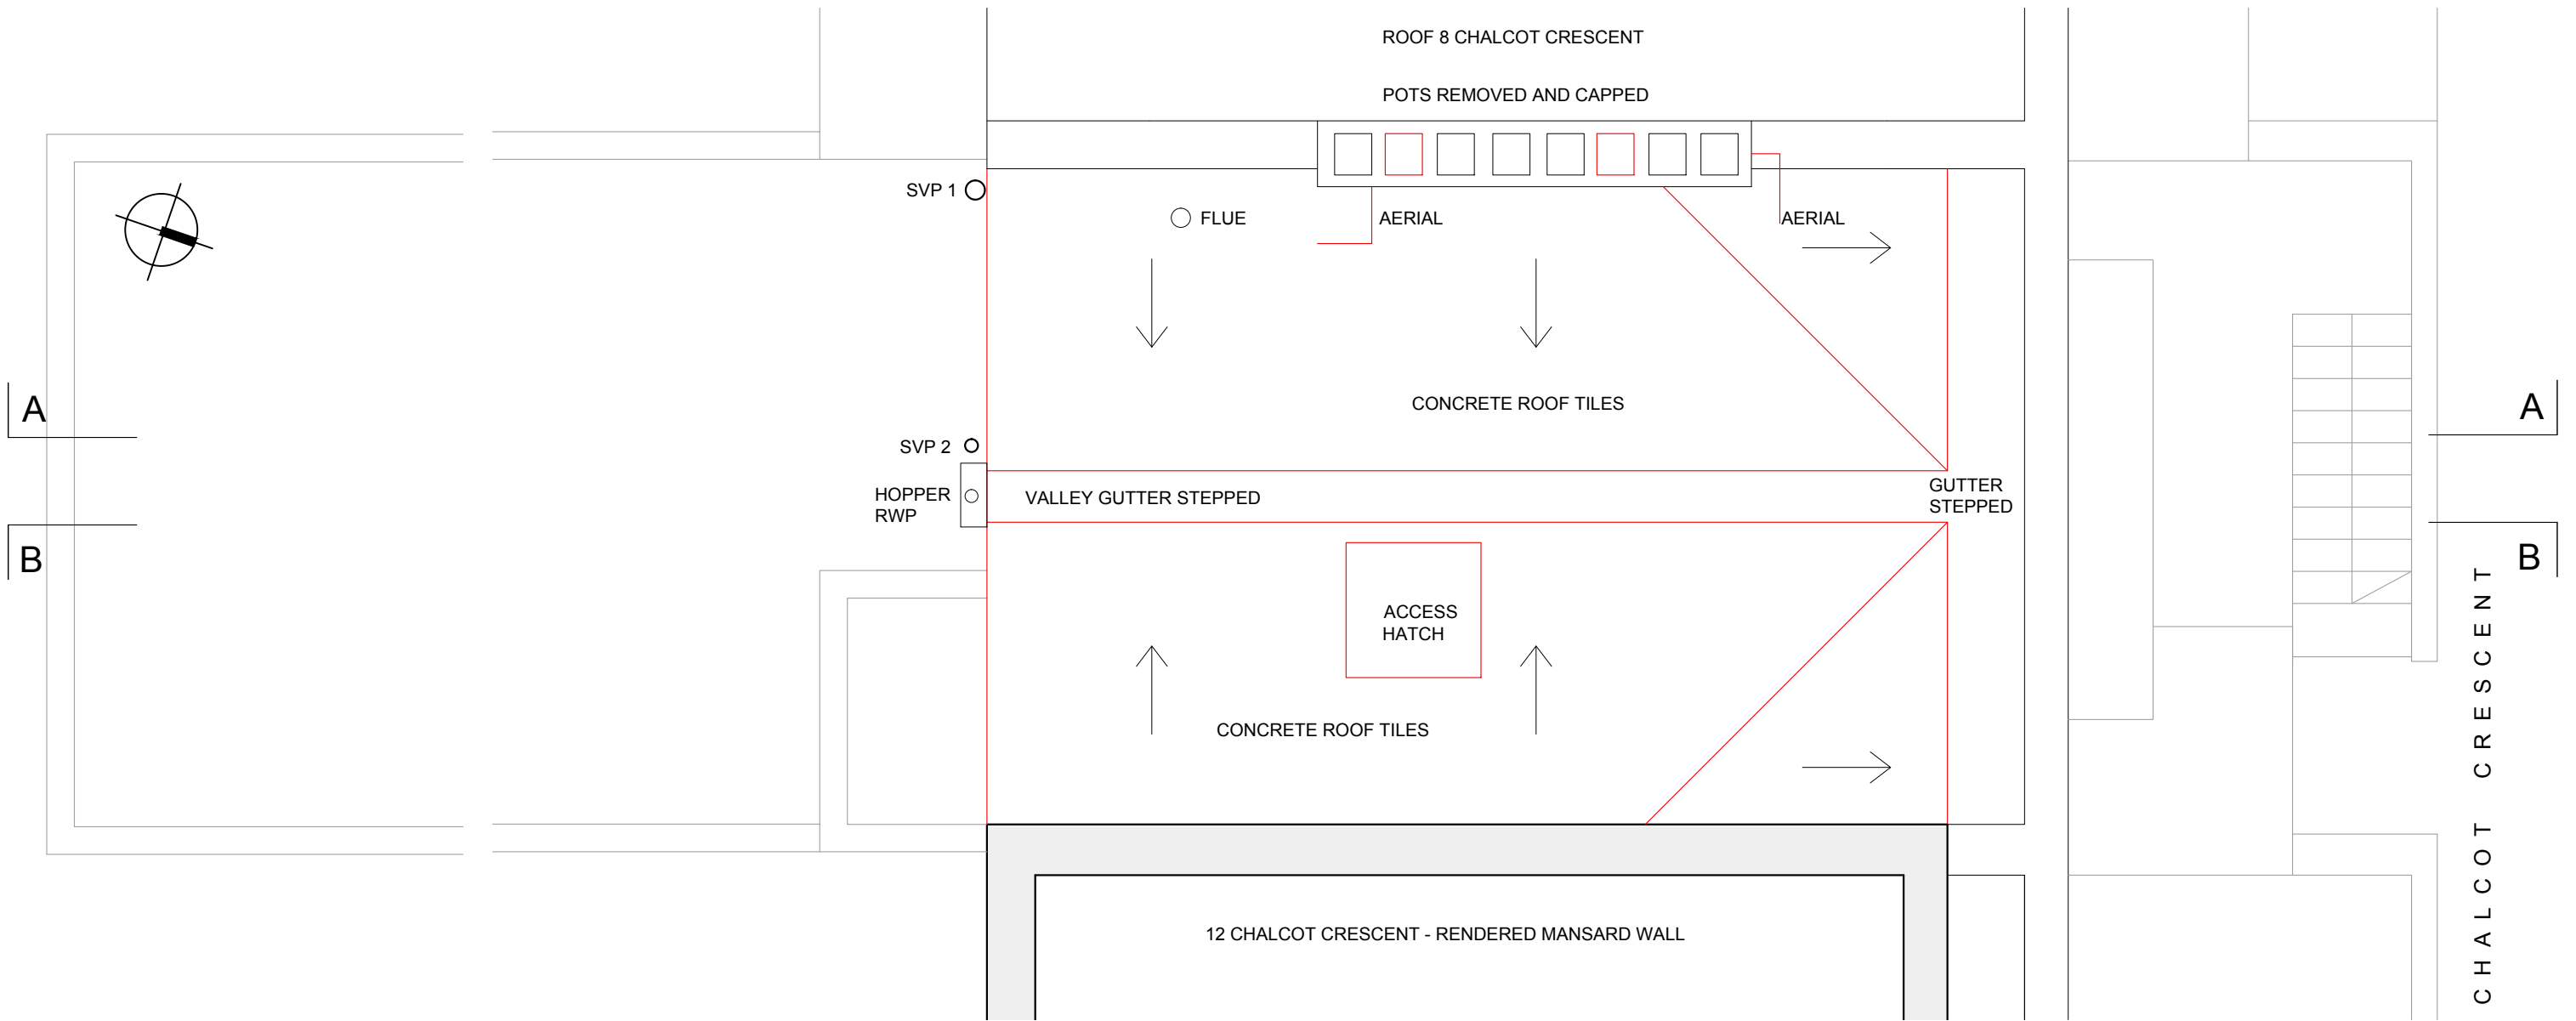 ROOF 8 CHALCOT CRESCENT
POTS REMOVED AND CAPPED
SVP 1
FLUE
AERIAL
AERIAL
CONCRETE ROOF TILES
A
A
SVP 2
HOPPER
RWP
VALLEY GUTTER STEPPED
GUTTER
STEPPED
B
B
ACCESS
HATCH
CONCRETE ROOF TILES
CHALCOT CRESCENT
12 CHALCOT CRESCENT - RENDERED MANSARD WALL